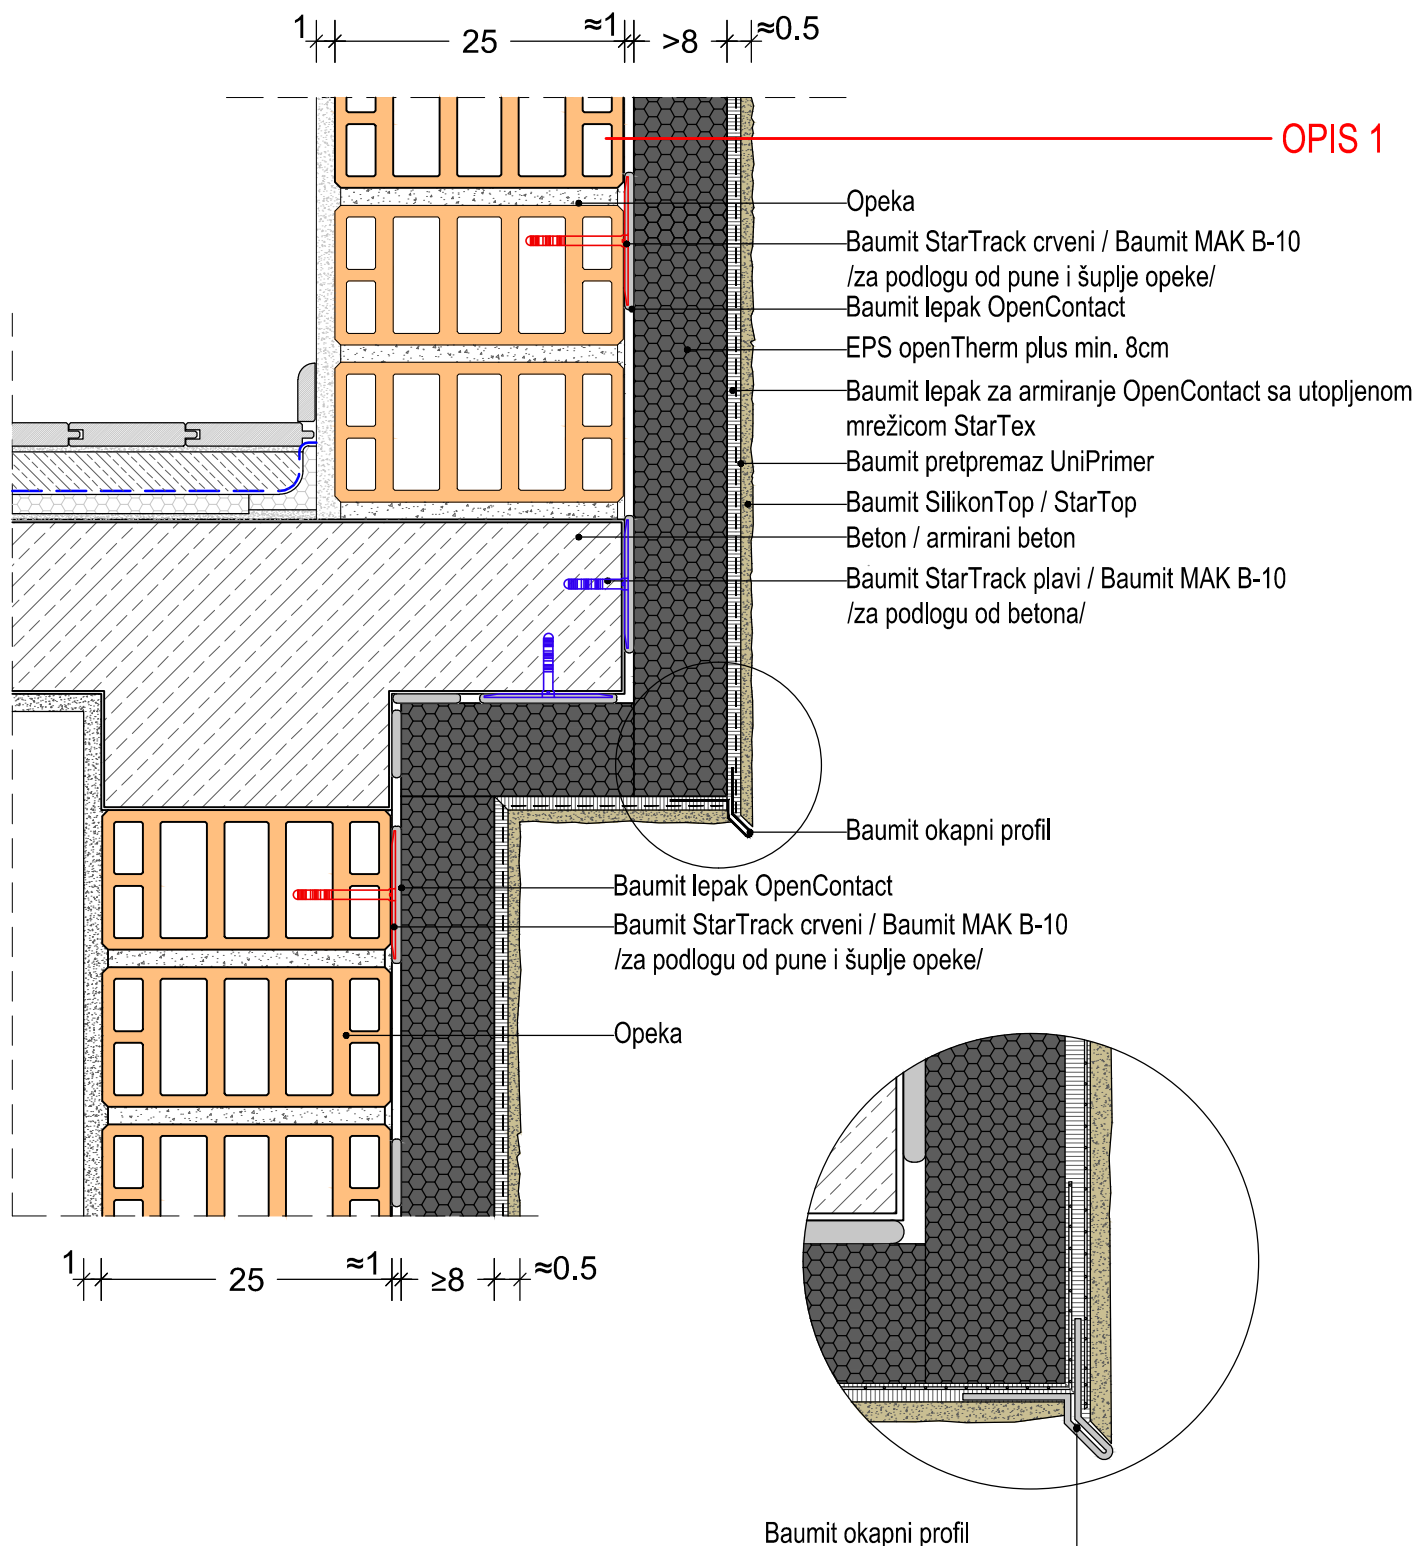 1 25 ≈1 >8 ≈0.5
OPIS 1
Opeka
Baumit StarTrack crveni / Baumit MAK B-10
/za podlogu od pune i šuplje opeke/
Baumit lepak OpenContact
EPS openTherm plus min. 8cm
Baumit lepak za armiranje OpenContact sa utopljenom
mrežicom StarTex
Baumit pretpremaz UniPrimer
Baumit SilikonTop / StarTop
Beton / armirani beton
Baumit StarTrack plavi / Baumit MAK B-10
/za podlogu od betona/
Baumit okapni profil
Baumit lepak OpenContact
Baumit StarTrack crveni / Baumit MAK B-10
/za podlogu od pune i šuplje opeke/
Opeka
1 25 ≈1 ≥8 ≈0.5
Baumit okapni profil